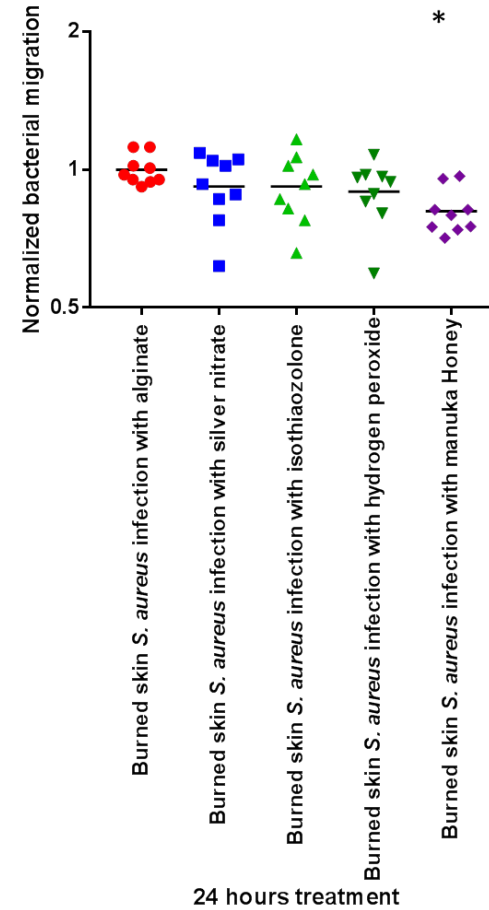 *
2
1
0.5
Normalized bacterial migration
Burned skin S. aureus infection with alginate
Burned skin S. aureus infection with silver nitrate
Burned skin S. aureus infection with isothiaozolone
Burned skin S. aureus infection with hydrogen peroxide
Burned skin S. aureus infection with manuka Honey
24 hours treatment